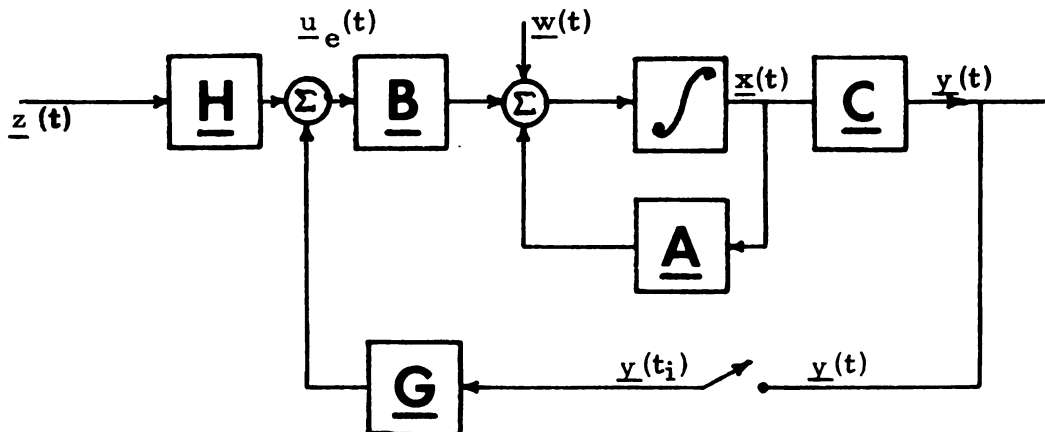 u e(t)
w(t)
z (t)
H
Σ
B
Σ
∫
x(t)
C
y(t)
A
G
y(ti)
y(t)